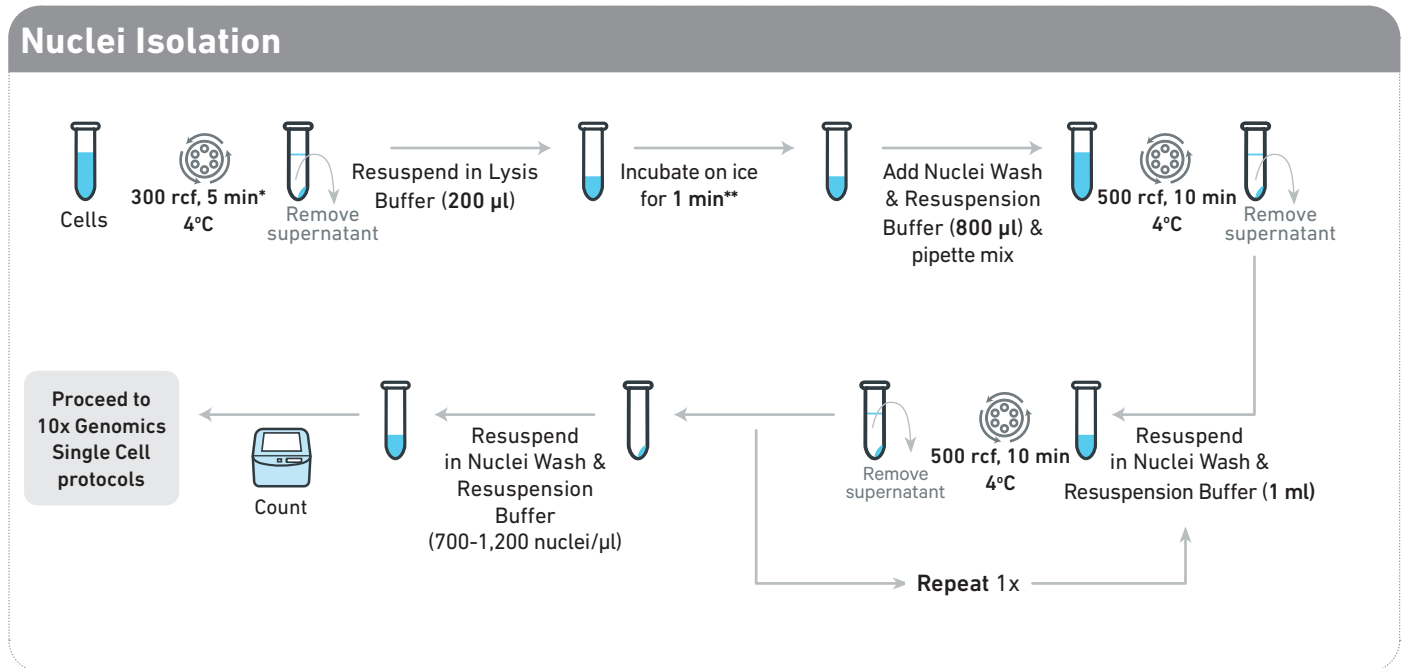 Nuclei Isolation
Cells
300 rcf, 5 min*
4ºC
Remove
supernatant
Resuspend in Lysis
Buffer (200 µl)
Incubate on ice
for 1 min**
Add Nuclei Wash
& Resuspension
Buffer (800 µl) &
pipette mix
500 rcf, 10 min
4ºC
Remove
supernatant
Resuspend
in Nuclei Wash &
Resuspension Buffer (1 ml)
500 rcf, 10 min
4ºC
Remove
supernatant
Repeat 1x
Resuspend
in Nuclei Wash &
Resuspension
Buffer
(700-1,200 nuclei/µl)
Count
Proceed to
10x Genomics
Single Cell
protocols